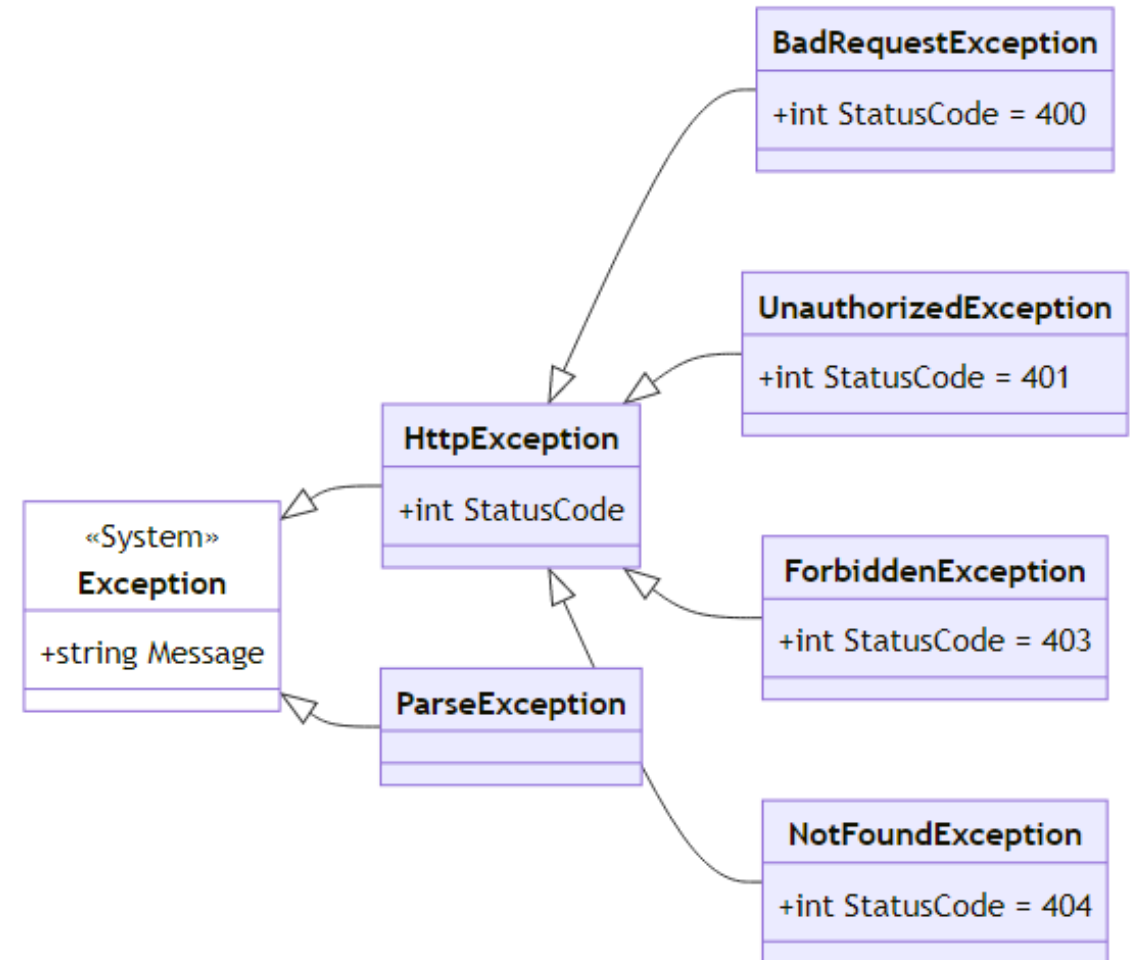 BadRequestException
+int StatusCode = 400
UnauthorizedException
+int StatusCode = 401
HttpException
+int StatusCode
«System»
Exception
+string Message
ForbiddenException
+int StatusCode = 403
ParseException
NotFoundException
+int StatusCode = 404